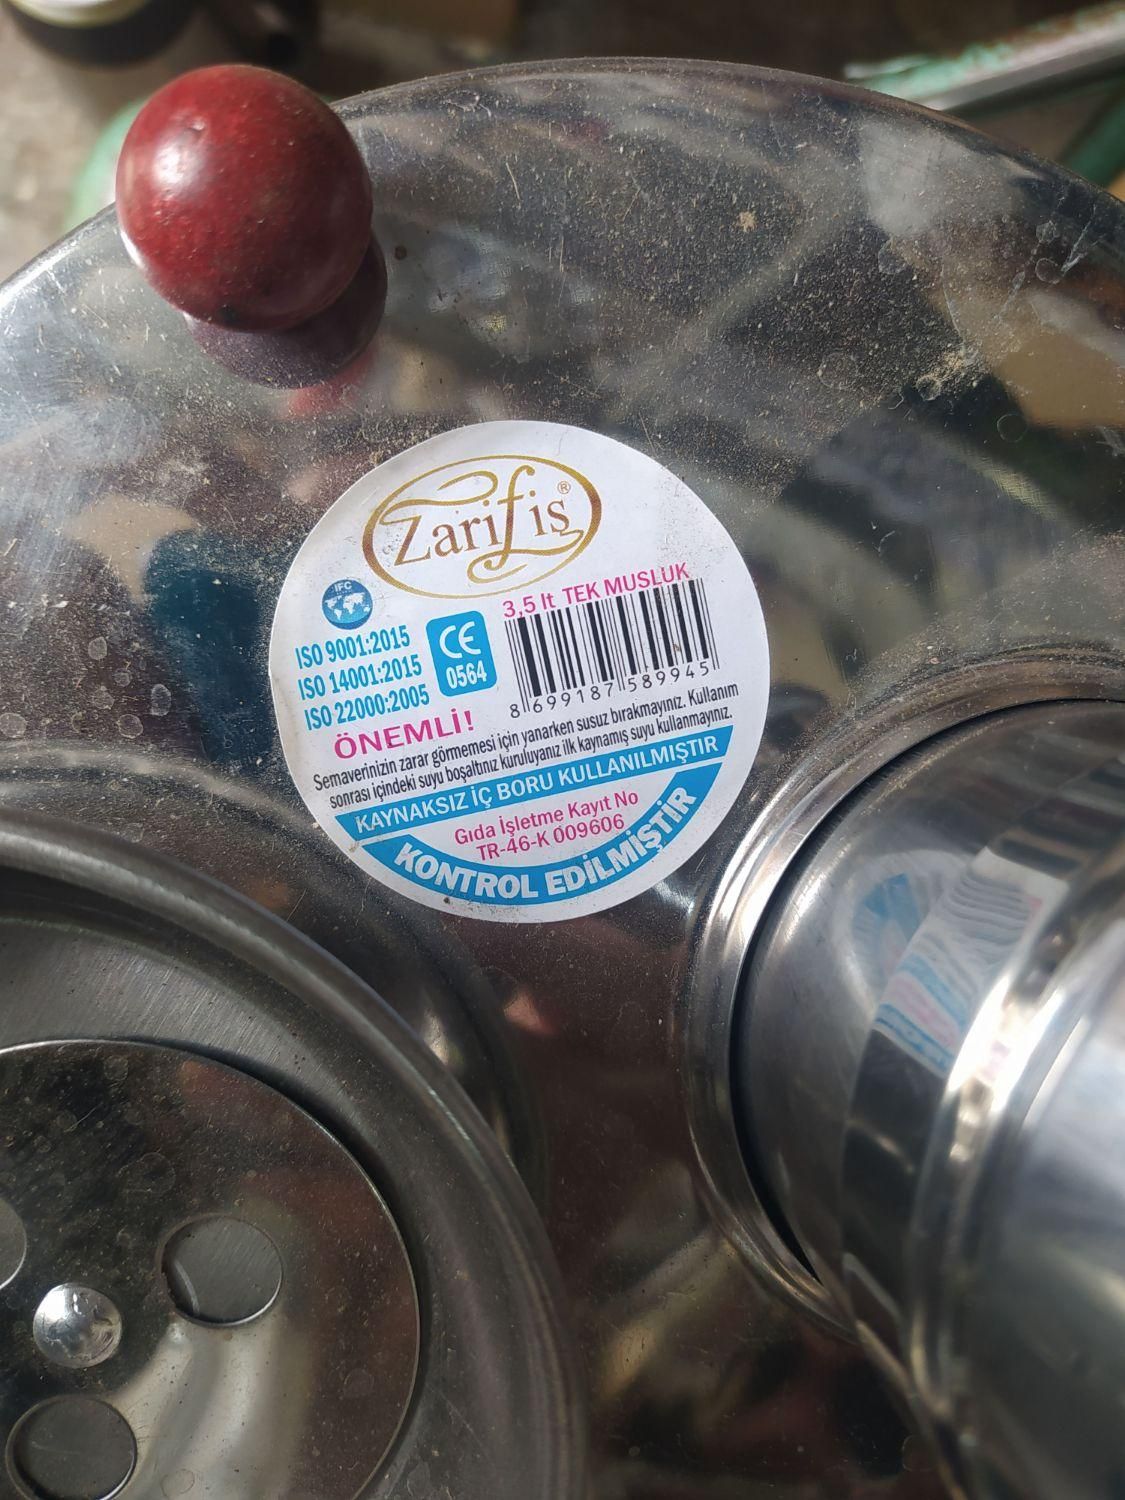 Zarifiş ®
IFC
3,5 lt TEK MUSLUK
ISO 9001:2015
ISO 14001:2015
ISO 22000:2005
CE
0564
8 699187 589945
ÖNEMLİ!
Semaverinizin zarar görmemesi için yanarken susuz bırakmayınız. Kullanım
sonrası içindeki suyu boşaltınız kuruluyanız ilk kaynamış suyu kullanmayınız.
KAYNAKSIZ İÇ BORU KULLANILMIŞTIR
Gıda İşletme Kayıt No
TR-46-K 009606
KONTROL EDİLMİŞTİR